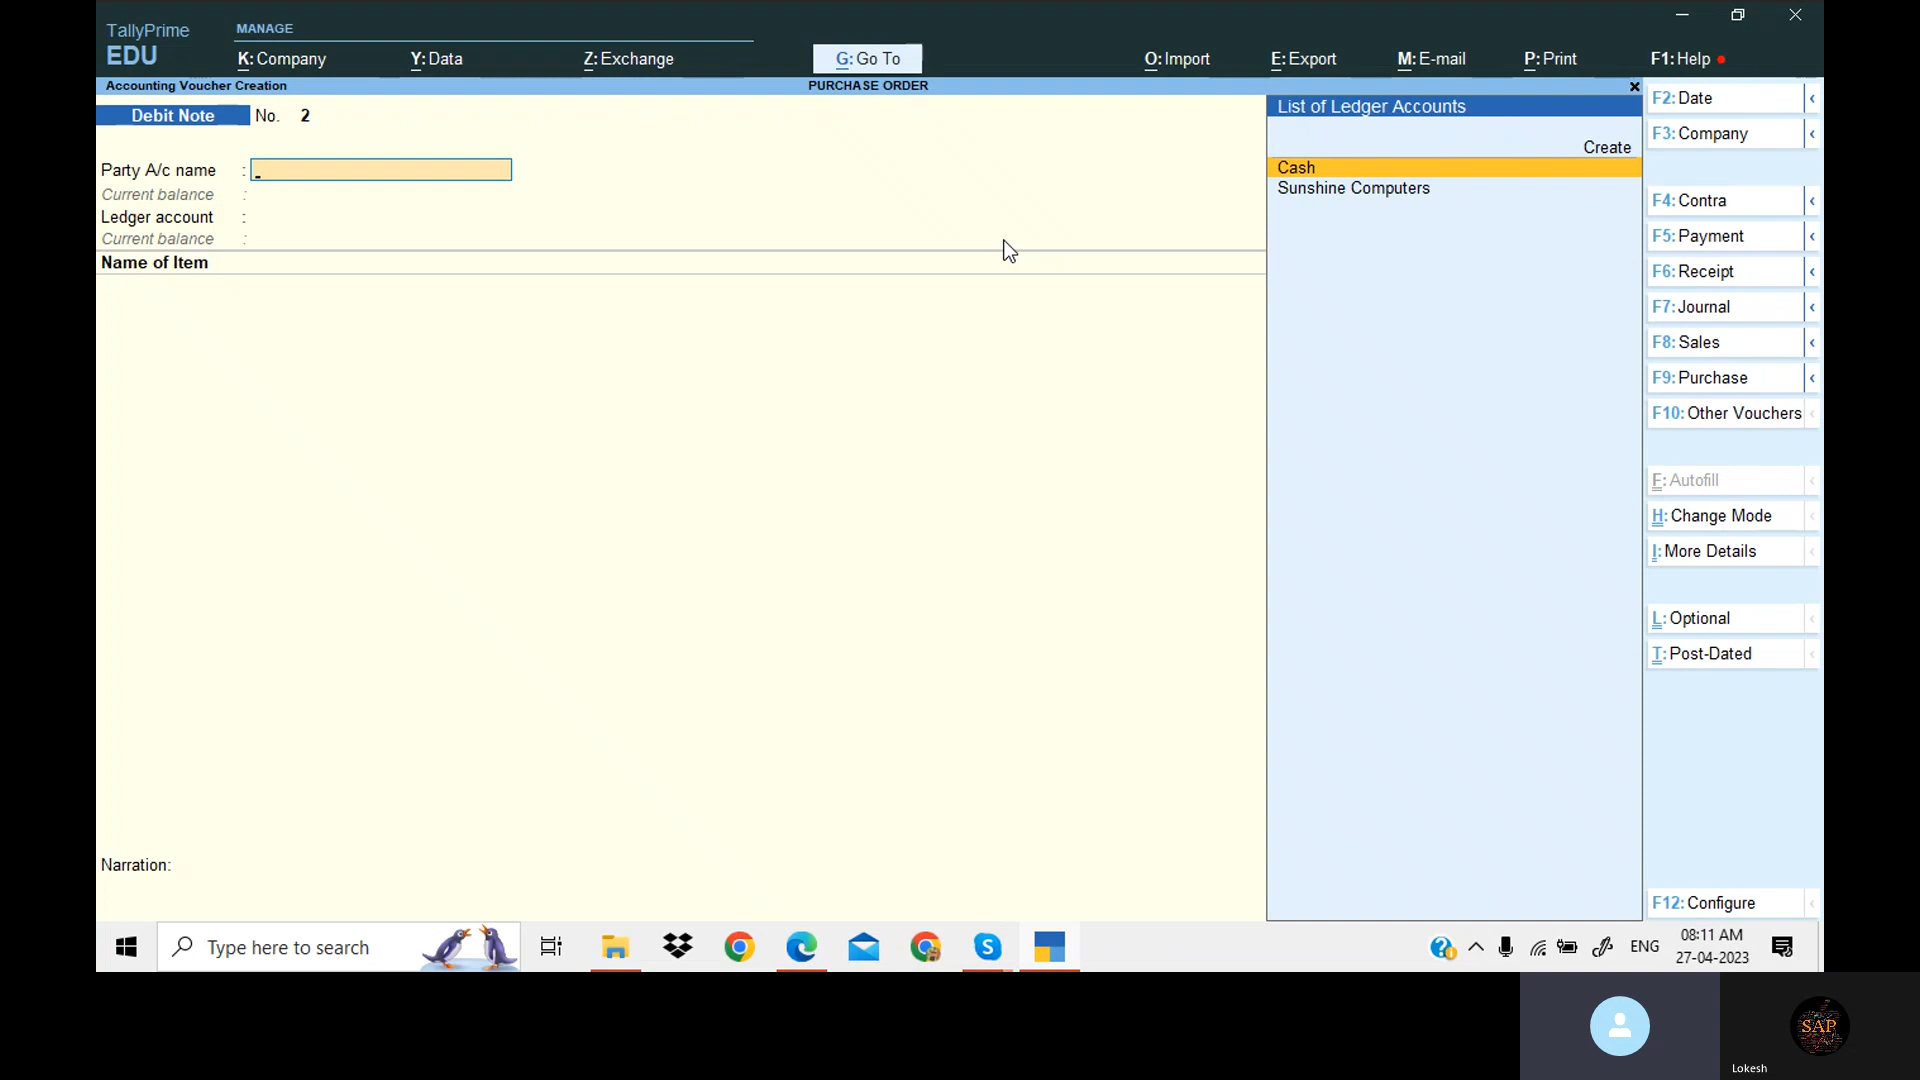 TallyPrime
EDU
MANAGE
K: Company
Y: Data
Z: Exchange
G: Go To
O: Import
E: Export
M: E-mail
P: Print
F1: Help
Accounting Voucher Creation
PURCHASE ORDER
Debit Note No. 2
Party A/c name :
Current balance :
Ledger account :
Current balance :
Name of Item
Narration:
List of Ledger Accounts
Create
Cash
Sunshine Computers
F2: Date
F3: Company
F4: Contra
F5: Payment
F6: Receipt
F7: Journal
F8: Sales
F9: Purchase
F10: Other Vouchers
F: Autofill
H: Change Mode
I: More Details
L: Optional
T: Post-Dated
F12: Configure
Type here to search
ENG
08:11 AM
27-04-2023
SAP
Lokesh